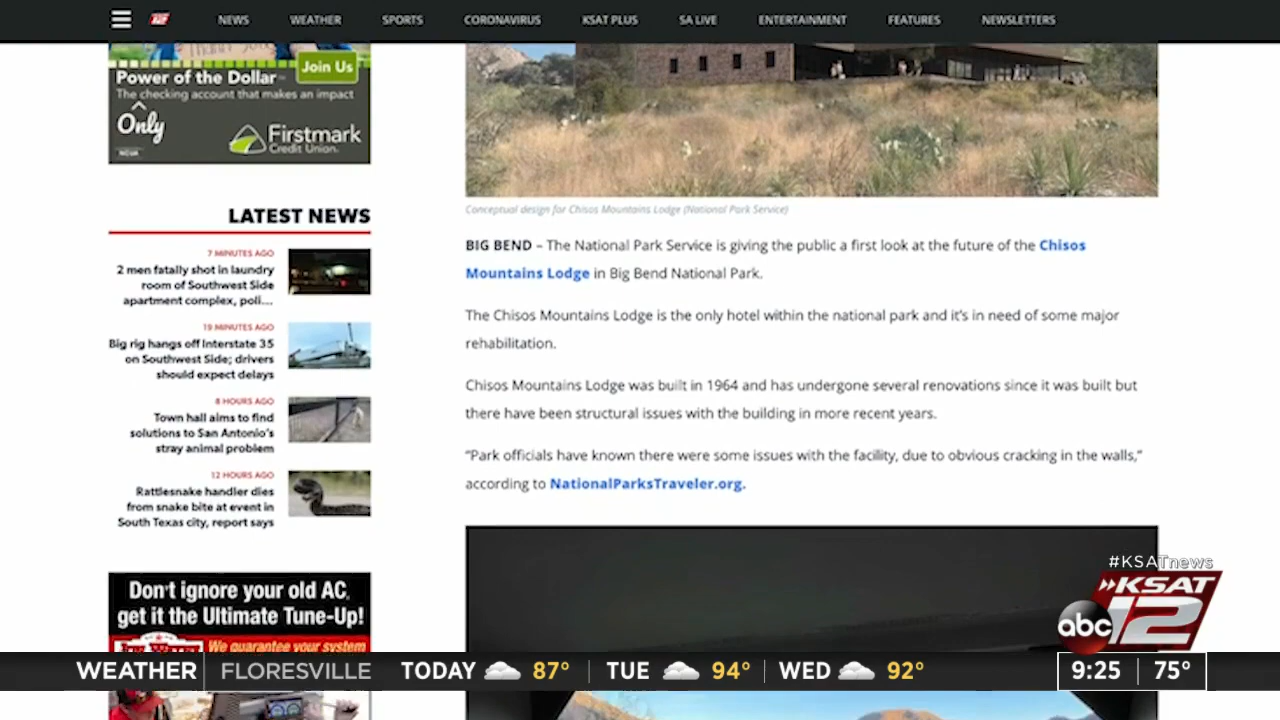 12
NEWS
WEATHER
SPORTS
CORONAVIRUS
KSAT PLUS
SA LIVE
ENTERTAINMENT
FEATURES
NEWSLETTERS
Join Us
Power of the Dollar
The checking account that makes an impact
Only
Firstmark
Credit Union.
NCUA
LATEST NEWS
7 MINUTES AGO
2 men fatally shot in laundry
room of Southwest Side
apartment complex, poli...
19 MINUTES AGO
Big rig hangs off Interstate 35
on Southwest Side; drivers
should expect delays
8 HOURS AGO
Town hall aims to find
solutions to San Antonio's
stray animal problem
12 HOURS AGO
Rattlesnake handler dies
from snake bite at event in
South Texas city, report says
Don't ignore your old AC,
get it the Ultimate Tune-Up!
We guarantee your system
Conceptual design for Chisos Mountains Lodge (National Park Service)
BIG BEND – The National Park Service is giving the public a first look at the future of the Chisos
Mountains Lodge in Big Bend National Park.
The Chisos Mountains Lodge is the only hotel within the national park and it's in need of some major
rehabilitation.
Chisos Mountains Lodge was built in 1964 and has undergone several renovations since it was built but
there have been structural issues with the building in more recent years.
“Park officials have known there were some issues with the facility, due to obvious cracking in the walls,”
according to NationalParksTraveler.org.
#KSATnews
KSAT
abc 12
WEATHER FLORESVILLE TODAY 87° TUE 94° WED 92° 9:25 75°